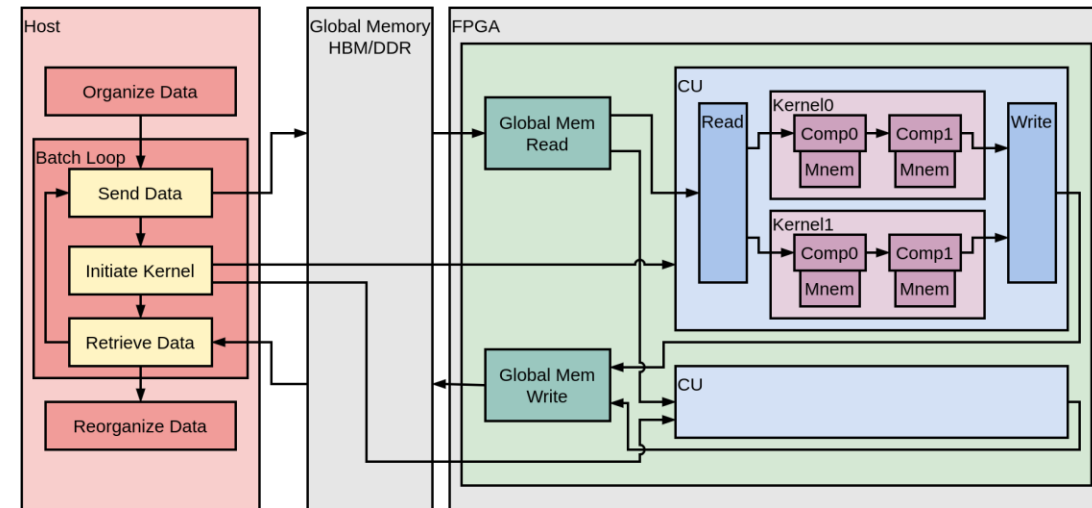 Host
Organize Data
Batch Loop
Send Data
Initiate Kernel
Retrieve Data
Reorganize Data
Global Memory
HBM/DDR
FPGA
Global Mem
Read
Global Mem
Write
CU
Read
Kernel0
Comp0
Mnem
Comp1
Mnem
Kernel1
Comp0
Mnem
Comp1
Mnem
Write
CU